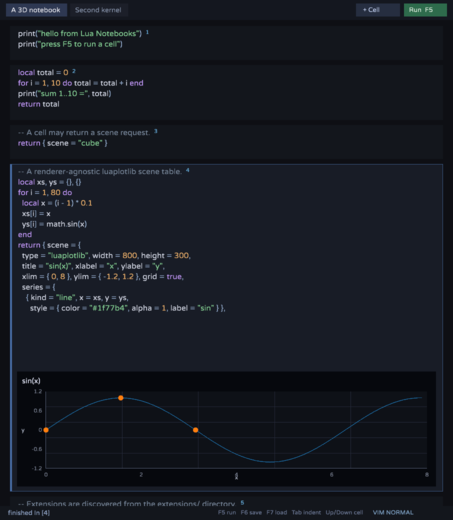 A 3D notebook
Second kernel
+ Cell
Run F5
print("hello from Lua Notebooks") 1
print("press F5 to run a cell")
local total = 0 2
for i = 1, 10 do total = total + i end
print("sum 1..10 =", total)
return total
-- A cell may return a scene request. 3
return { scene = "cube" }
-- A renderer-agnostic luaplotlib scene table. 4
local xs, ys = {}, {}
for i = 1, 80 do
local x = (i - 1) * 0.1
xs[i] = x
ys[i] = math.sin(x)
end
return { scene = {
type = "luaplotlib", width = 800, height = 300,
title = "sin(x)", xlabel = "x", ylabel = "y",
xlim = { 0, 8 }, ylim = { -1.2, 1.2 }, grid = true,
series = {
{ kind = "line", x = xs, y = ys,
style = { color = "#1f77b4", alpha = 1, label = "sin" } },
sin(x)
1.2
0.6
y 0
-0.6
-1.2
0 2 4 6 8
x
-- Extensions are discovered from the extensions/ directory. 5
finished in [4]
F5 run F6 save F7 load Tab indent Up/Down cell
VIM NORMAL